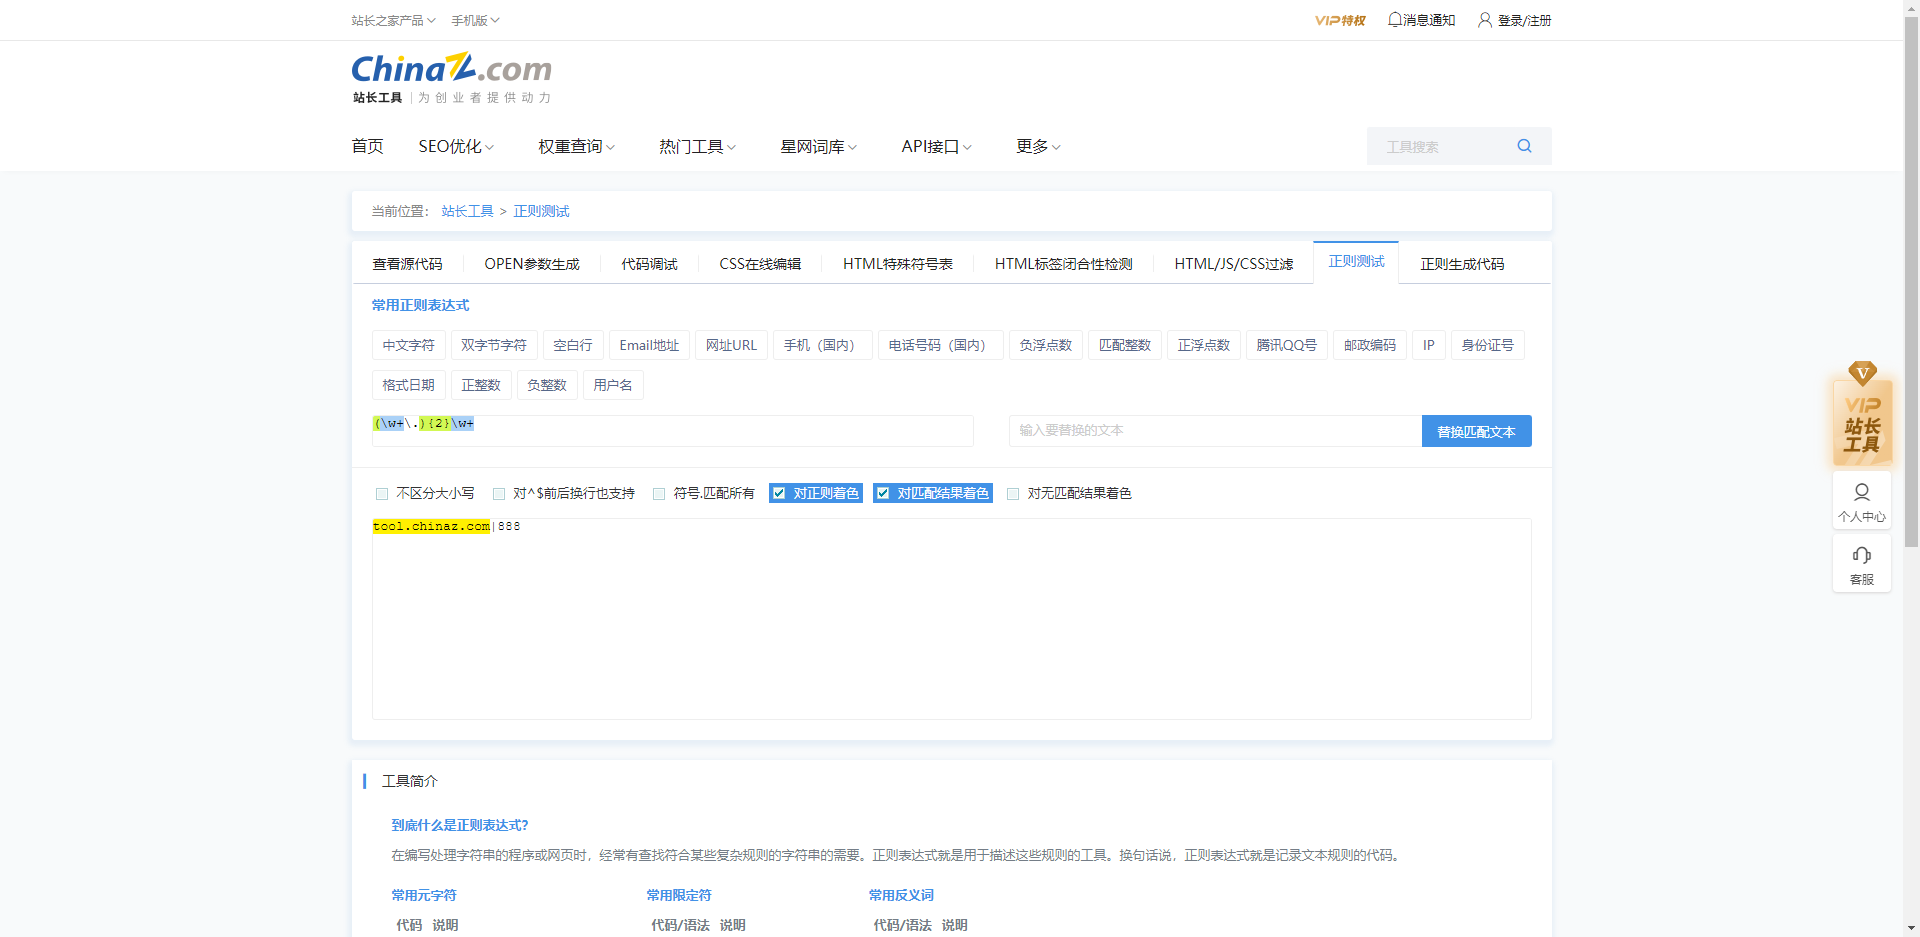 站长之家产品 手机版 VIP特权 消息通知 登录/注册
ChinaZ.com
站长工具 | 为创业者提供动力
首页 SEO优化 权重查询 热门工具 星网词库 API接口 更多 工具搜索
当前位置： 站长工具 > 正则测试
查看源代码 OPEN参数生成 代码调试 CSS在线编辑 HTML特殊符号表 HTML标签闭合性检测 HTML/JS/CSS过滤 正则测试 正则生成代码
常用正则表达式
中文字符 双字节字符 空白行 Email地址 网址URL 手机（国内） 电话号码（国内） 负浮点数 匹配整数 正浮点数 腾讯QQ号 邮政编码 IP 身份证号
格式日期 正整数 负整数 用户名
(\w+\.){2}\w+ 输入要替换的文本 替换匹配文本
不区分大小写 对^$前后换行也支持 符号.匹配所有 对正则着色 对匹配结果着色 对无匹配结果着色
tool.chinaz.com|888
V
VIP
站长
工具
个人中心
客服
工具简介
到底什么是正则表达式?
在编写处理字符串的程序或网页时，经常有查找符合某些复杂规则的字符串的需要。正则表达式就是用于描述这些规则的工具。换句话说，正则表达式就是记录文本规则的代码。
常用元字符 常用限定符 常用反义词
代码 说明 代码/语法 说明 代码/语法 说明